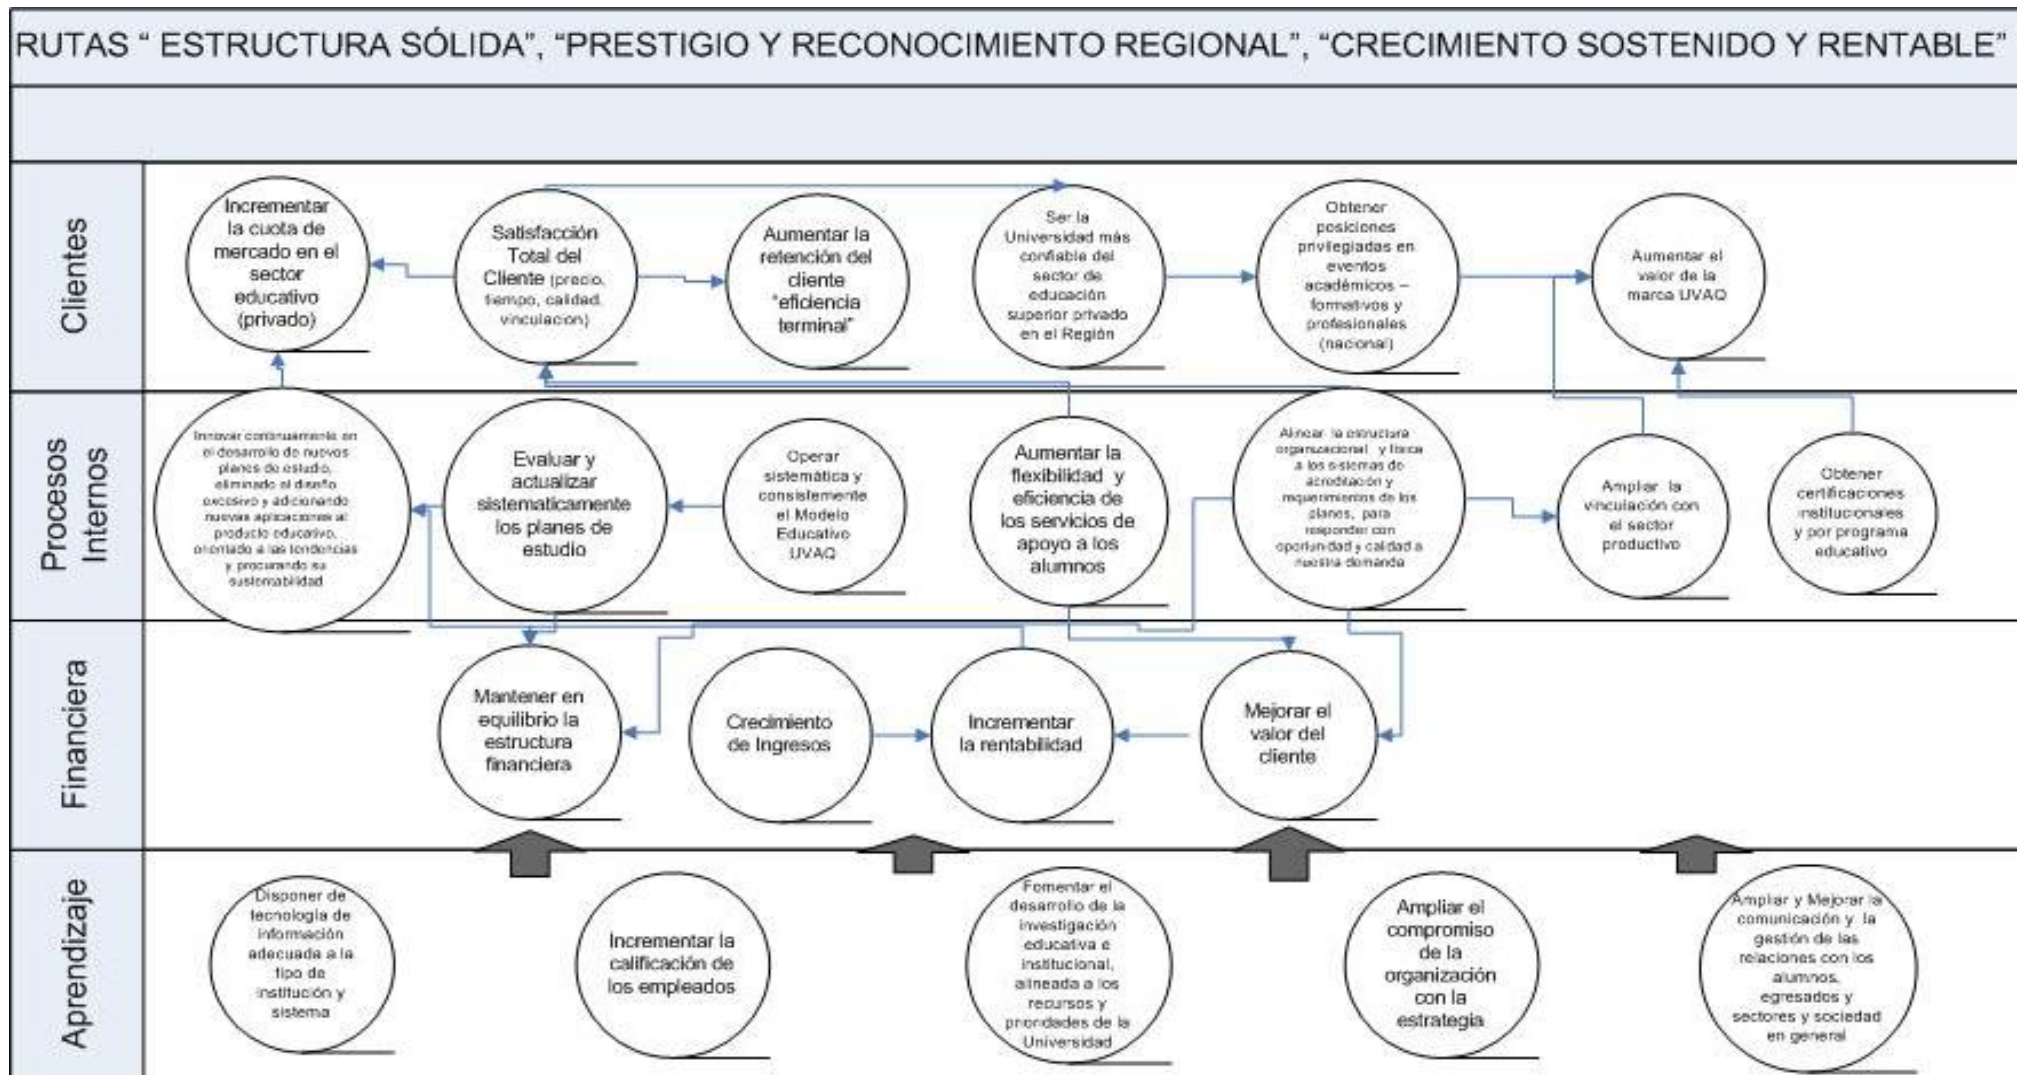 RUTAS “ ESTRUCTURA SÓLIDA”, “PRESTIGIO Y RECONOCIMIENTO REGIONAL”, “CRECIMIENTO SOSTENIDO Y RENTABLE”
Clientes
Incrementar
la cuota de
mercado en el
sector
educativo
(privado)
Satisfacción
Total del
Cliente (precio,
tiempo, calidad,
vinculacion)
Aumentar la
retención del
cliente
“eficiencia
terminal”
Ser la
Universidad más
confiable del
sector de
educación
superior privado
en el Región
Obtener
posiciones
privilegiadas en
eventos
académicos –
formativos y
profesionales
(nacional)
Aumentar el
valor de la
marca UVAQ
Procesos
Internos
Innovar continuamente en
el desarrollo de nuevos
planes de estudio,
eliminado el diseño
excesivo y adicionando
nuevas aplicaciones al
producto educativo,
orientado a las tendencias
y procurando su
sustentabilidad
Evaluar y
actualizar
sistematicamente
los planes de
estudio
Operar
sistemática y
consistemente
el Modelo
Educativo
UVAQ
Aumentar la
flexibilidad y
eficiencia de
los servicios de
apoyo a los
alumnos
Alinear la estructura
organizacional y física
a los sistemas de
acreditación y
requerimientos de los
planes, para
responder con
oportunidad y calidad a
nuestra demanda
Ampliar la
vinculación con
el sector
productivo
Obtener
certificaciones
institucionales
y por programa
educativo
Financiera
Mantener en
equilibrio la
estructura
financiera
Crecimiento
de Ingresos
Incrementar
la rentabilidad
Mejorar el
valor del
cliente
Aprendizaje
Disponer de
tecnología de
información
adecuada a la
tipo de
institución y
sistema
Incrementar la
calificación de
los empleados
Fomentar el
desarrollo de la
investigación
educativa e
institucional,
alineada a los
recursos y
prioridades de la
Universidad
Ampliar el
compromiso
de la
organización
con la
estrategia
Ampliar y Mejorar la
comunicación y la
gestión de las
relaciones con los
alumnos,
egresados y
sectores y sociedad
en general